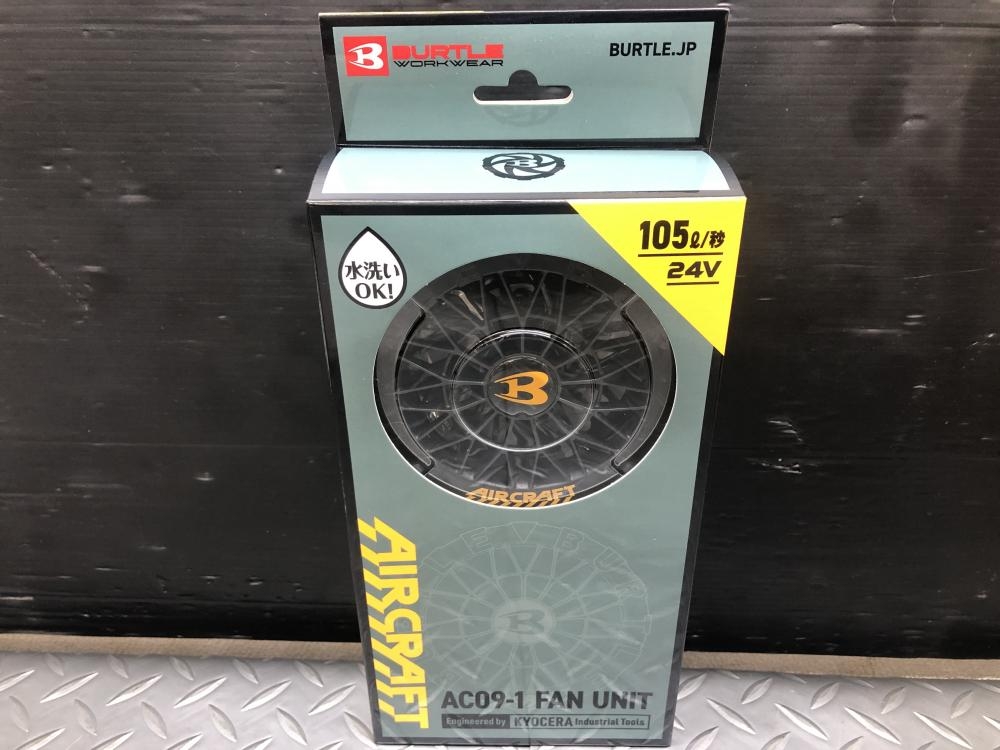 B BURTLE
WORKWEAR
BURTLE.JP
B
105ℓ/秒
24V
水洗い
OK!
B
AIRCRAFT
AIRCRAFT
B
AC09-1 FAN UNIT
Engineered by KYOCERA Industrial Tools